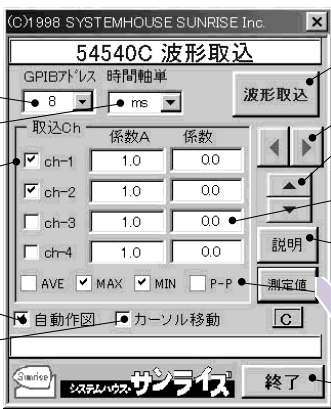 (C)1998 SYSTEMHOUSE SUNRISE Inc.
54540C 波形取込
GPIBｱﾄﾞﾚｽ 時間軸単
8 ms 波形取込
取込Ch 係数A 係数
ch-1 1.0 0.0
ch-2 1.0 0.0
ch-3 1.0 0.0
ch-4 1.0 0.0
説明
AVE MAX MIN P-P 測定値
自動作図 カーソル移動 C
Sunrise システムハウス・サンライズ 終了